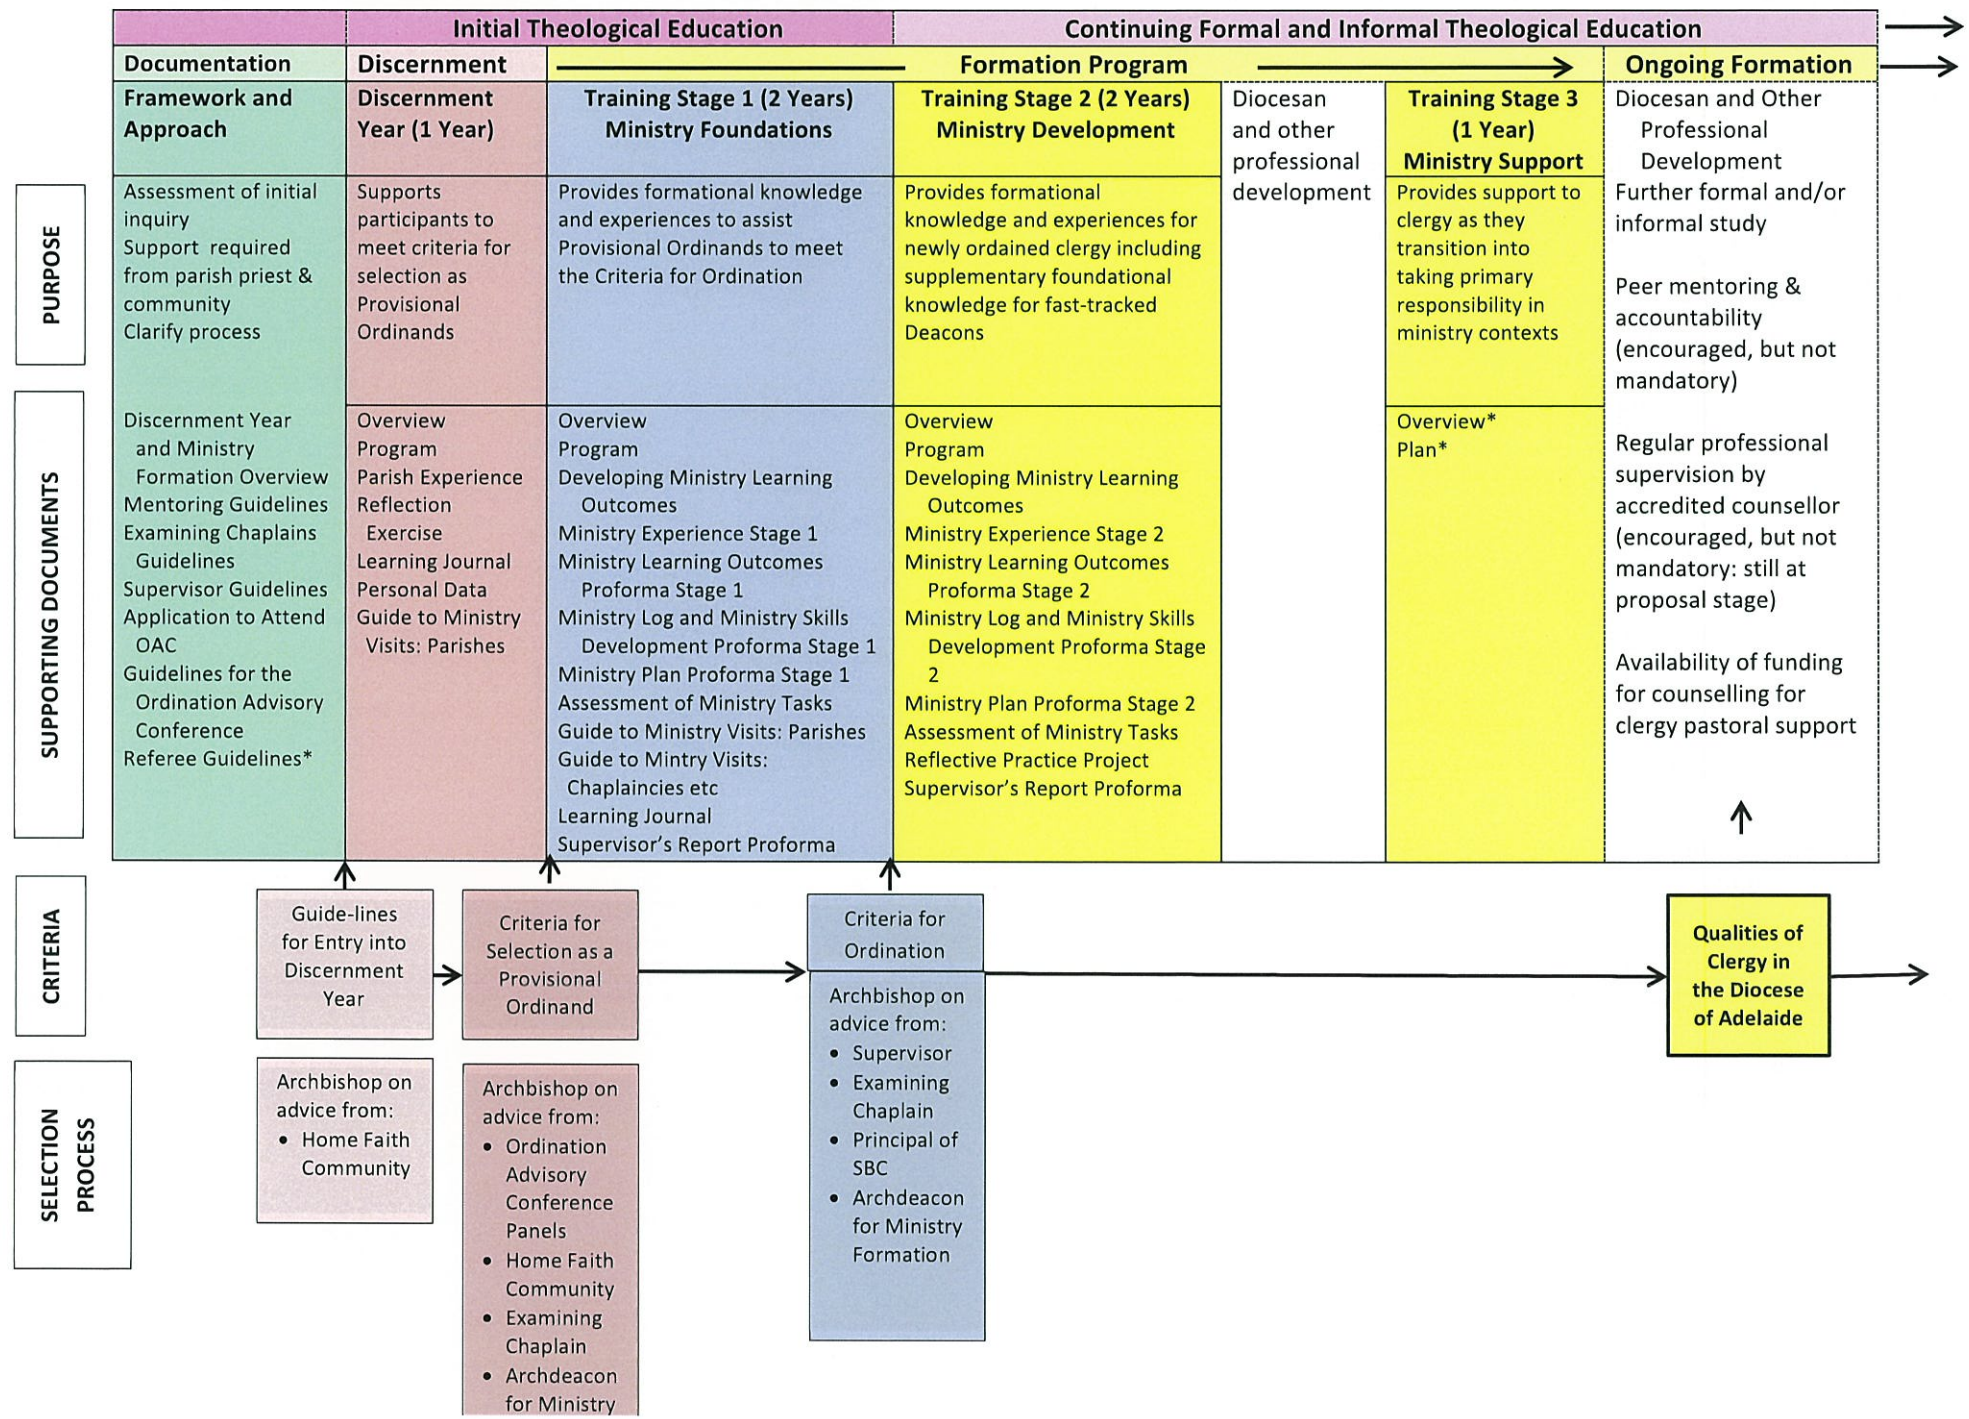 Initial Theological Education
Continuing Formal and Informal Theological Education
Documentation
Discernment
Formation Program
Ongoing Formation
Framework and
Approach
Discernment
Year (1 Year)
Training Stage 1 (2 Years)
Ministry Foundations
Training Stage 2 (2 Years)
Ministry Development
Diocesan
and other
professional
development
Training Stage 3
(1 Year)
Ministry Support
Diocesan and Other
Professional
Development
Further formal and/or
informal study
Peer mentoring &
accountability
(encouraged, but not
mandatory)
Regular professional
supervision by
accredited counsellor
(encouraged, but not
mandatory: still at
proposal stage)
Availability of funding
for counselling for
clergy pastoral support
PURPOSE
Assessment of initial
inquiry
Support required
from parish priest &
community
Clarify process
Supports
participants to
meet criteria for
selection as
Provisional
Ordinands
Provides formational knowledge
and experiences to assist
Provisional Ordinands to meet
the Criteria for Ordination
Provides formational
knowledge and experiences for
newly ordained clergy including
supplementary foundational
knowledge for fast-tracked
Deacons
Provides support to
clergy as they
transition into
taking primary
responsibility in
ministry contexts
SUPPORTING DOCUMENTS
Discernment Year
and Ministry
Formation Overview
Mentoring Guidelines
Examining Chaplains
Guidelines
Supervisor Guidelines
Application to Attend
OAC
Guidelines for the
Ordination Advisory
Conference
Referee Guidelines*
Overview
Program
Parish Experience
Reflection
Exercise
Learning Journal
Personal Data
Guide to Ministry
Visits: Parishes
Overview
Program
Developing Ministry Learning
Outcomes
Ministry Experience Stage 1
Ministry Learning Outcomes
Proforma Stage 1
Ministry Log and Ministry Skills
Development Proforma Stage 1
Ministry Plan Proforma Stage 1
Assessment of Ministry Tasks
Guide to Ministry Visits: Parishes
Guide to Mintry Visits:
Chaplaincies etc
Learning Journal
Supervisor's Report Proforma
Overview
Program
Developing Ministry Learning
Outcomes
Ministry Experience Stage 2
Ministry Learning Outcomes
Proforma Stage 2
Ministry Log and Ministry Skills
Development Proforma Stage
2
Ministry Plan Proforma Stage 2
Assessment of Ministry Tasks
Reflective Practice Project
Supervisor's Report Proforma
Overview*
Plan*
CRITERIA
Guide-lines
for Entry into
Discernment
Year
Criteria for
Selection as a
Provisional
Ordinand
Criteria for
Ordination
Qualities of
Clergy in
the Diocese
of Adelaide
SELECTION
PROCESS
Archbishop on
advice from:
• Home Faith
Community
Archbishop on
advice from:
• Ordination
Advisory
Conference
Panels
• Home Faith
Community
• Examining
Chaplain
• Archdeacon
for Ministry
Archbishop on
advice from:
• Supervisor
• Examining
Chaplain
• Principal of
SBC
• Archdeacon
for Ministry
Formation